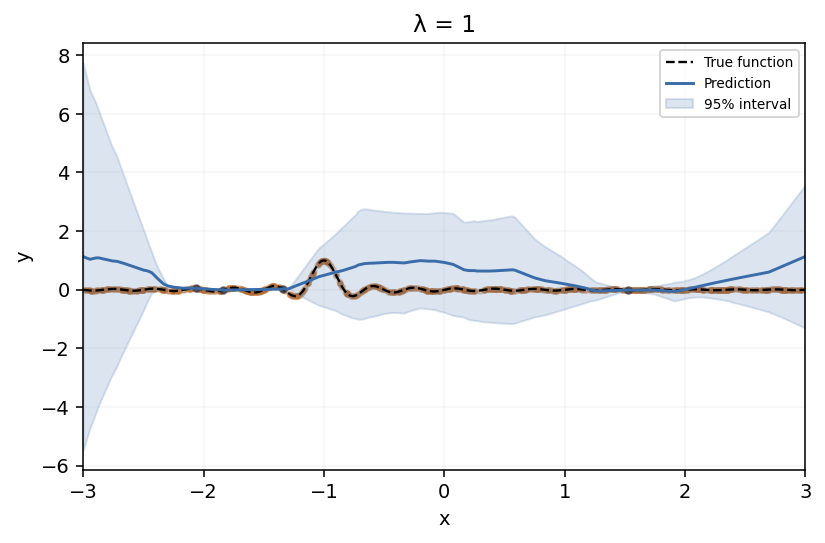 λ = 1
8
6
4
2
0
−2
−4
−6
y
True function
Prediction
95% interval
−3 −2 −1 0 1 2 3
x